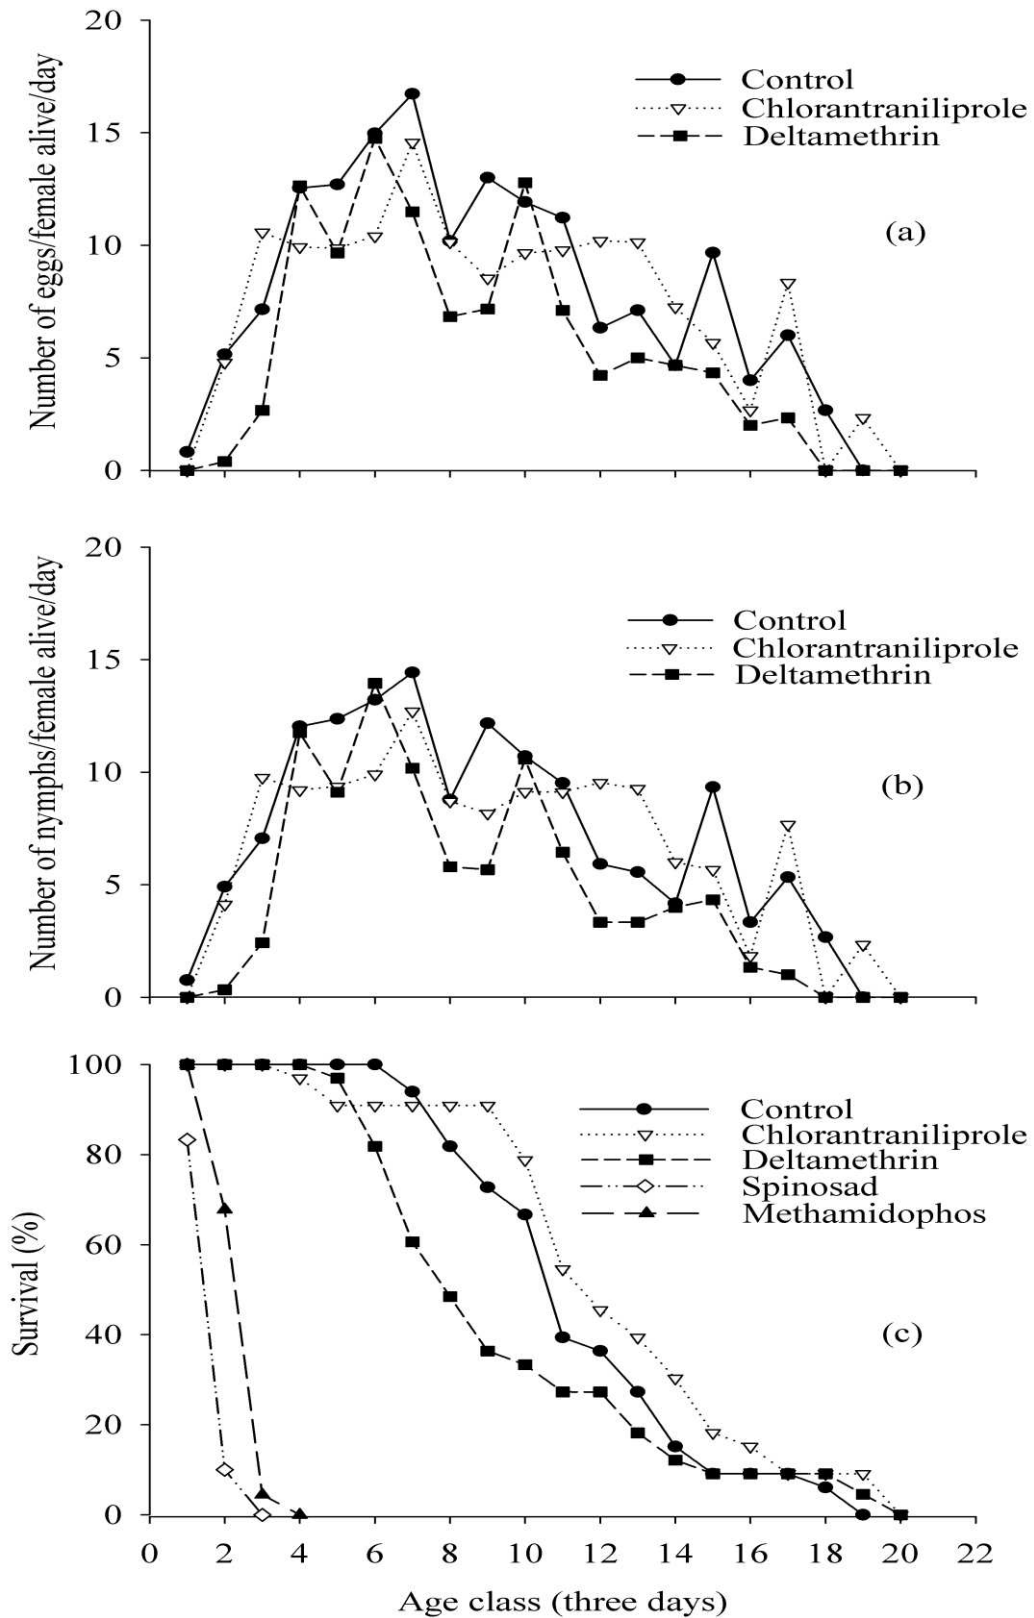 20
15
10
5
0
Number of eggs/female alive/day
Control
Chlorantraniliprole
Deltamethrin
(a)
20
15
10
5
0
Number of nymphs/female alive/day
Control
Chlorantraniliprole
Deltamethrin
(b)
100
80
60
40
20
0
Survival (%)
Control
Chlorantraniliprole
Deltamethrin
Spinosad
Methamidophos
(c)
0 2 4 6 8 10 12 14 16 18 20 22
Age class (three days)